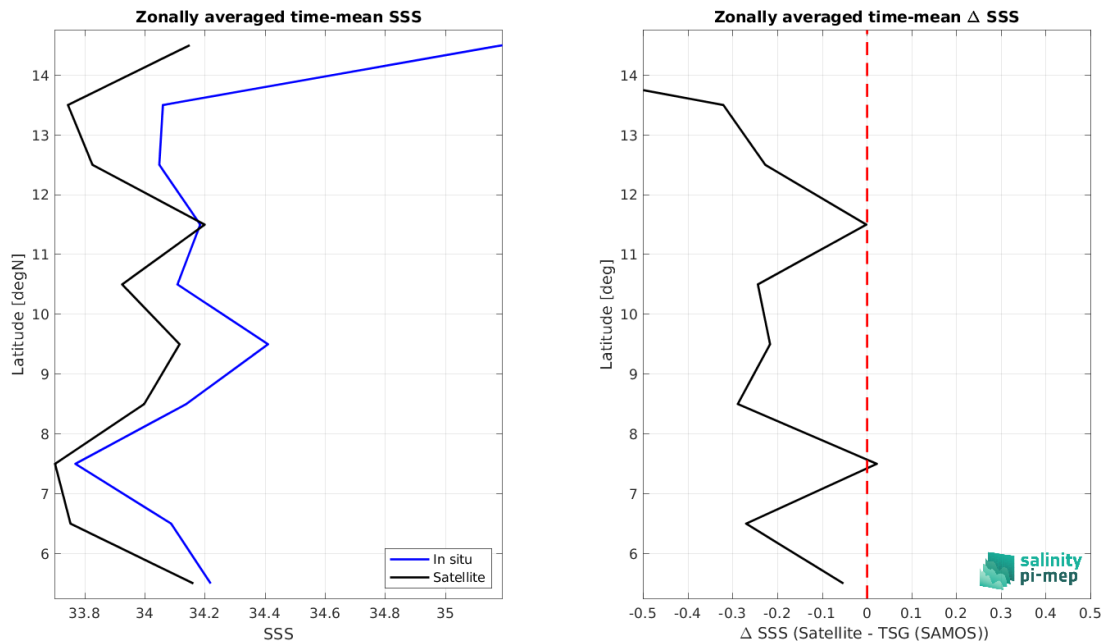 Zonally averaged time-mean SSS
14
13
12
11
10
9
8
7
6
Latitude [degN]
33.8 34 34.2 34.4 34.6 34.8 35
SSS
In situ
Satellite
Zonally averaged time-mean Δ SSS
14
13
12
11
10
9
8
7
6
Latitude [deg]
-0.5 -0.4 -0.3 -0.2 -0.1 0 0.1 0.2 0.3 0.4 0.5
Δ SSS (Satellite - TSG (SAMOS))
salinity
pi-mep